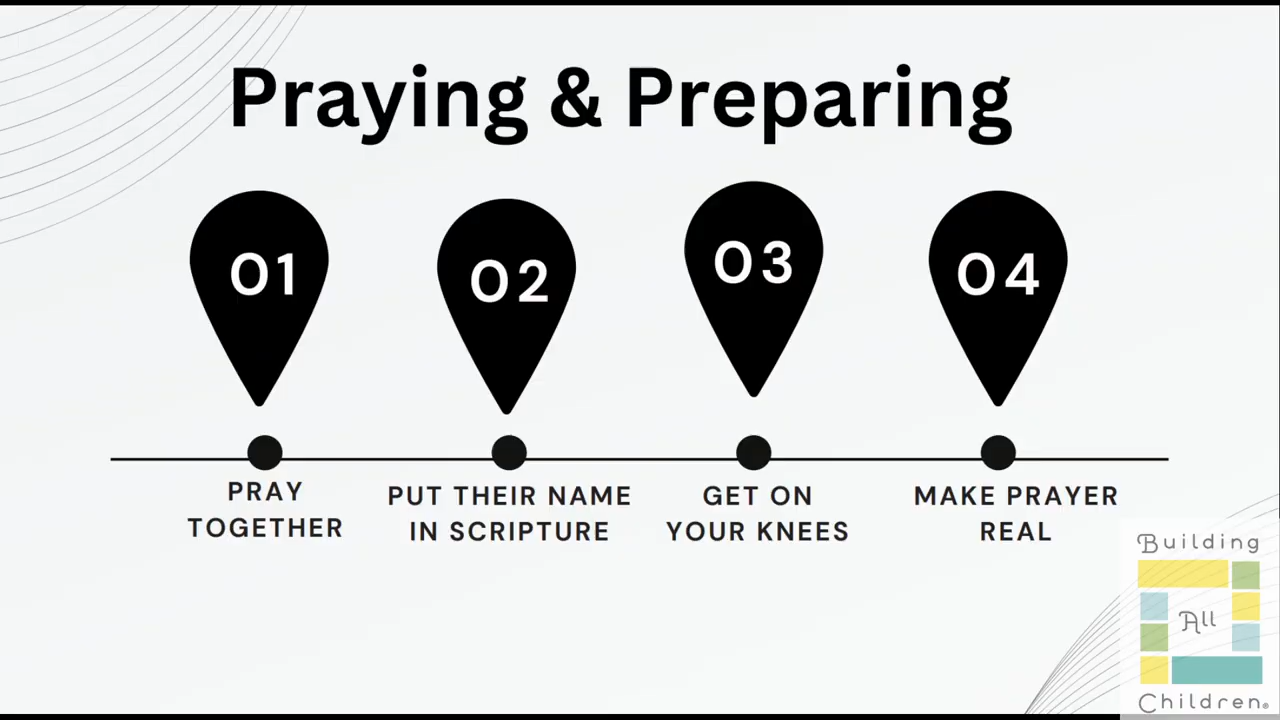 Praying & Preparing
01
02
03
04
PRAY
TOGETHER
PUT THEIR NAME
IN SCRIPTURE
GET ON
YOUR KNEES
MAKE PRAYER
REAL
Building
All
Children®